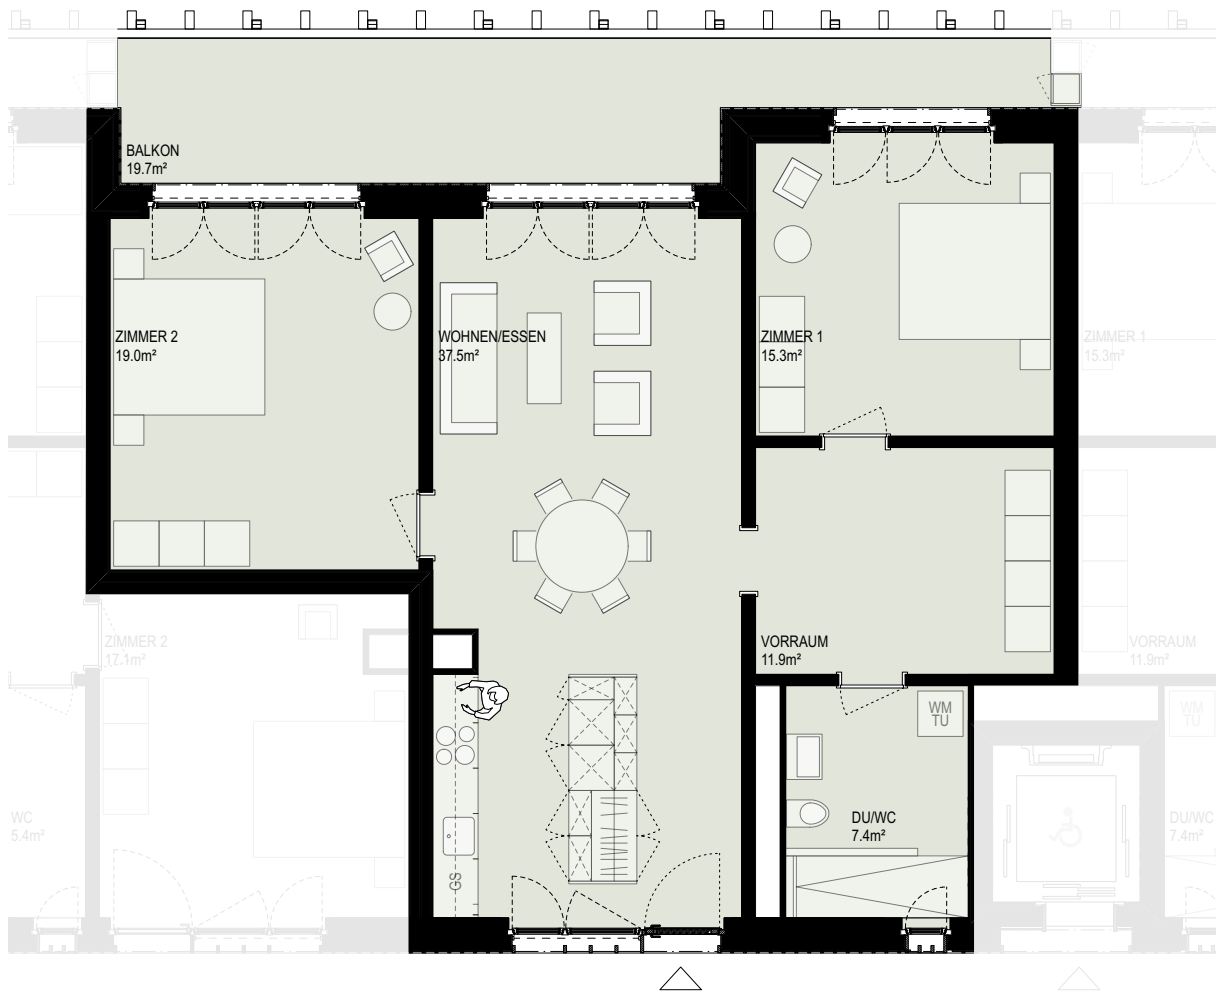 BALKON
19.7m²
ZIMMER 2
19.0m²
WOHNEN/ESSEN
37.5m²
ZIMMER 1
15.3m²
ZIMMER 1
15.3m²
ZIMMER 2
17.1m²
VORRAUM
11.9m²
VORRAUM
11.9m²
WM
TU
WM
TU
WC
5.4m²
DU/WC
7.4m²
DU/WC
7.4m²
GS